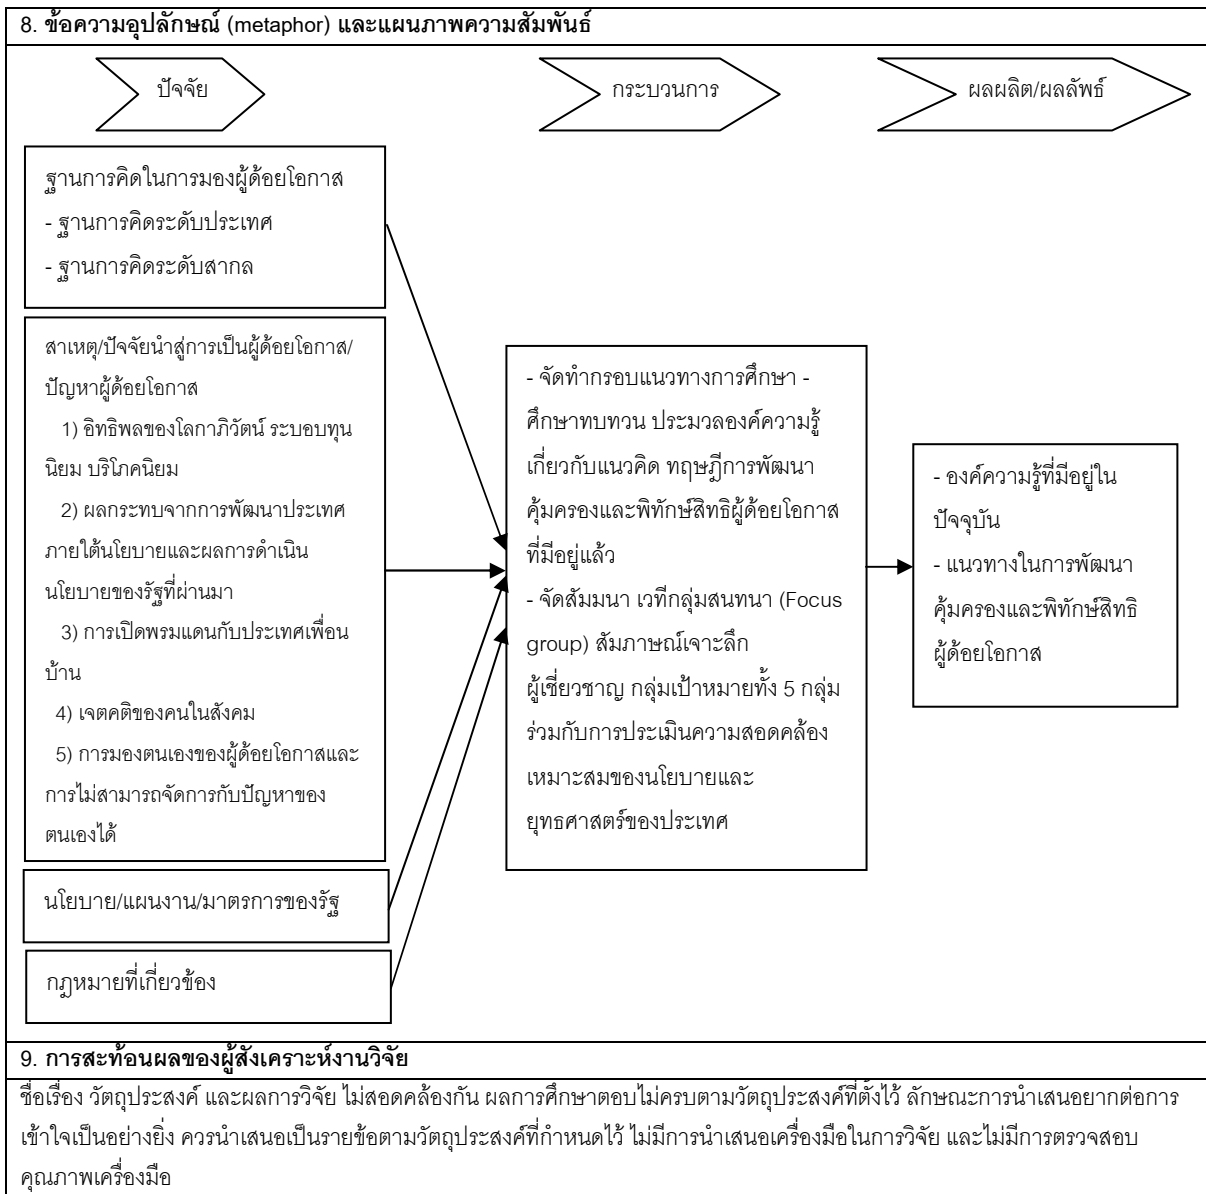 8. ข้อความอุปลักษณ์ (metaphor) และแผนภาพความสัมพันธ์
ปัจจัย
กระบวนการ
ผลผลิต/ผลลัพธ์
ฐานการคิดในการมองผู้ด้อยโอกาส
- ฐานการคิดระดับประเทศ
- ฐานการคิดระดับสากล
สาเหตุ/ปัจจัยนำสู่การเป็นผู้ด้อยโอกาส/
ปัญหาผู้ด้อยโอกาส
1) อิทธิพลของโลกาภิวัตน์ ระบอบทุน
นิยม บริโภคนิยม
2) ผลกระทบจากการพัฒนาประเทศ
ภายใต้นโยบายและผลการดำเนิน
นโยบายของรัฐที่ผ่านมา
3) การเปิดพรมแดนกับประเทศเพื่อน
บ้าน
4) เจตคติของคนในสังคม
5) การมองตนเองของผู้ด้อยโอกาสและ
การไม่สามารถจัดการกับปัญหาของ
ตนเองได้
นโยบาย/แผนงาน/มาตรการของรัฐ
กฎหมายที่เกี่ยวข้อง
- จัดทำกรอบแนวทางการศึกษา -
ศึกษาทบทวน ประมวลองค์ความรู้
เกี่ยวกับแนวคิด ทฤษฎีการพัฒนา
คุ้มครองและพิทักษ์สิทธิผู้ด้อยโอกาส
ที่มีอยู่แล้ว
- จัดสัมมนา เวทีกลุ่มสนทนา (Focus
group) สัมภาษณ์เจาะลึก
ผู้เชี่ยวชาญ กลุ่มเป้าหมายทั้ง 5 กลุ่ม
ร่วมกับการประเมินความสอดคล้อง
เหมาะสมของนโยบายและ
ยุทธศาสตร์ของประเทศ
- องค์ความรู้ที่มีอยู่ใน
ปัจจุบัน
- แนวทางในการพัฒนา
คุ้มครองและพิทักษ์สิทธิ
ผู้ด้อยโอกาส
9. การสะท้อนผลของผู้สังเคราะห์งานวิจัย
ชื่อเรื่อง วัตถุประสงค์ และผลการวิจัย ไม่สอดคล้องกัน ผลการศึกษาตอบไม่ครบตามวัตถุประสงค์ที่ตั้งไว้ ลักษณะการนำเสนอยากต่อการ
เข้าใจเป็นอย่างยิ่ง ควรนำเสนอเป็นรายข้อตามวัตถุประสงค์ที่กำหนดไว้ ไม่มีการนำเสนอเครื่องมือในการวิจัย และไม่มีการตรวจสอบ
คุณภาพเครื่องมือ